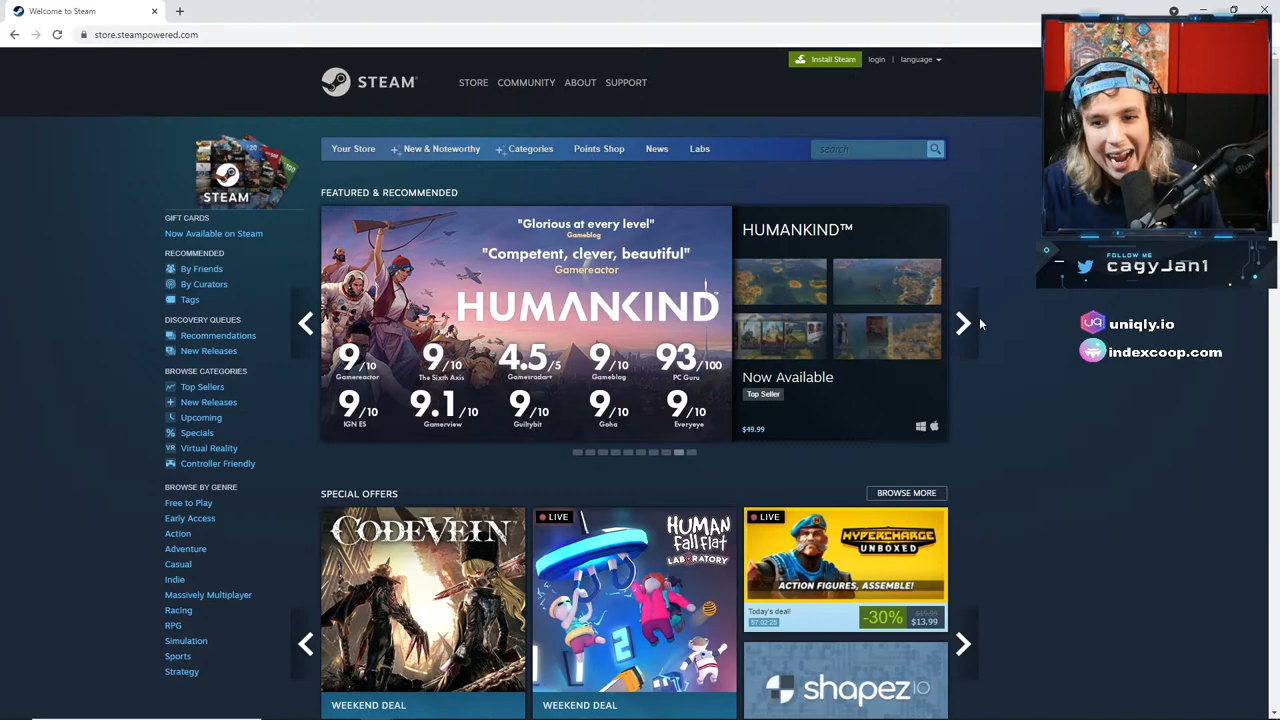 Welcome to Steam
store.steampowered.com
Install Steam
login
language
STEAM
STORE
COMMUNITY
ABOUT
SUPPORT
Your Store
New & Noteworthy
Categories
Points Shop
News
Labs
search
STEAM
GIFT CARDS
Now Available on Steam
RECOMMENDED
By Friends
By Curators
Tags
DISCOVERY QUEUES
Recommendations
New Releases
BROWSE CATEGORIES
Top Sellers
New Releases
Upcoming
Specials
VR Virtual Reality
Controller Friendly
BROWSE BY GENRE
Free to Play
Early Access
Action
Adventure
Casual
Indie
Massively Multiplayer
Racing
RPG
Simulation
Sports
Strategy
FEATURED & RECOMMENDED
"Glorious at every level"
Gameblog
"Competent, clever, beautiful"
Gamereactor
HUMANKIND
9/10 9/10 4.5/5 9/10 93/100
Gamereactor The Sixth Axis Gamesradar+ Gameblog PC Guru
9/10 9.1/10 9/10 9/10 9/10
IGN ES Gamerview Guiltybit Goha Everyeye
HUMANKIND™
Now Available
Top Seller
$49.99
SPECIAL OFFERS
BROWSE MORE
CODE VEIN
WEEKEND DEAL
LIVE
HUMAN
fall flat
LABORATORY
WEEKEND DEAL
LIVE
HYPERCHARGE
UNBOXED
ACTION FIGURES, ASSEMBLE!
Today's deal!
-30%
$19.99
$13.99
shapez IO
FOLLOW ME
cagyJan1
uq uniqly.io
indexcoop.com